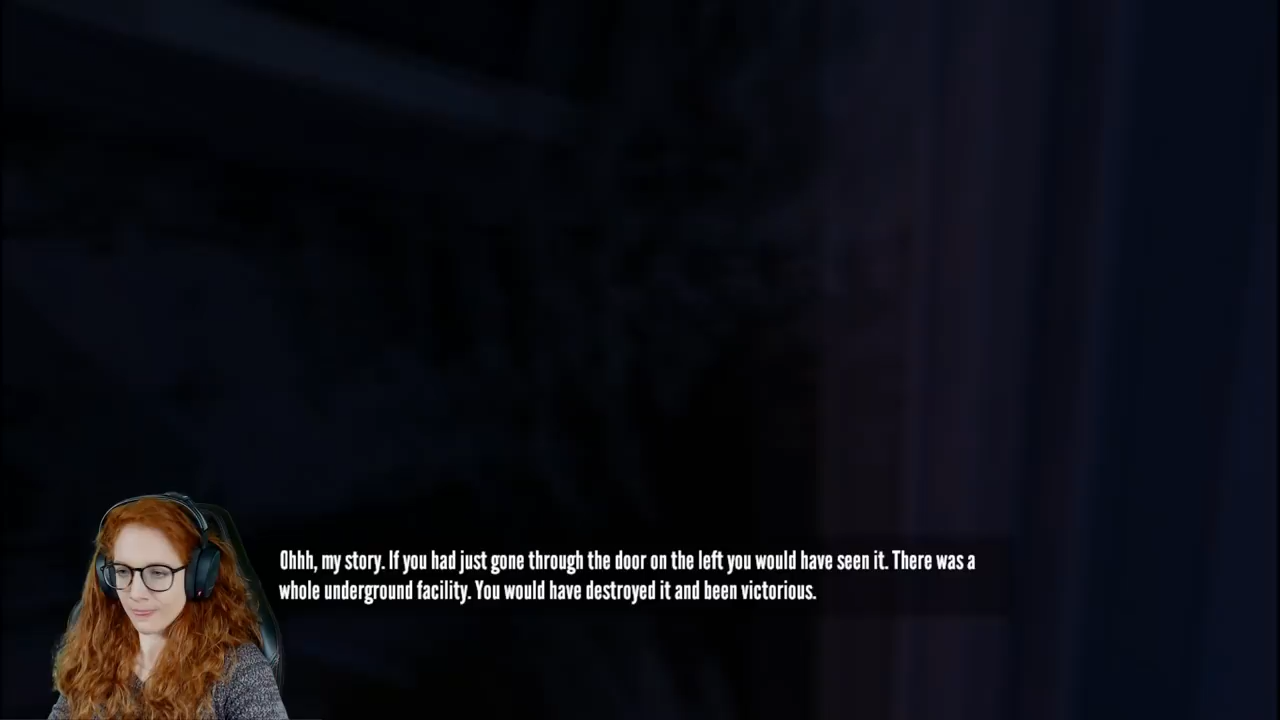 Ohhh, my story. If you had just gone through the door on the left you would have seen it. There was a
whole underground facility. You would have destroyed it and been victorious.